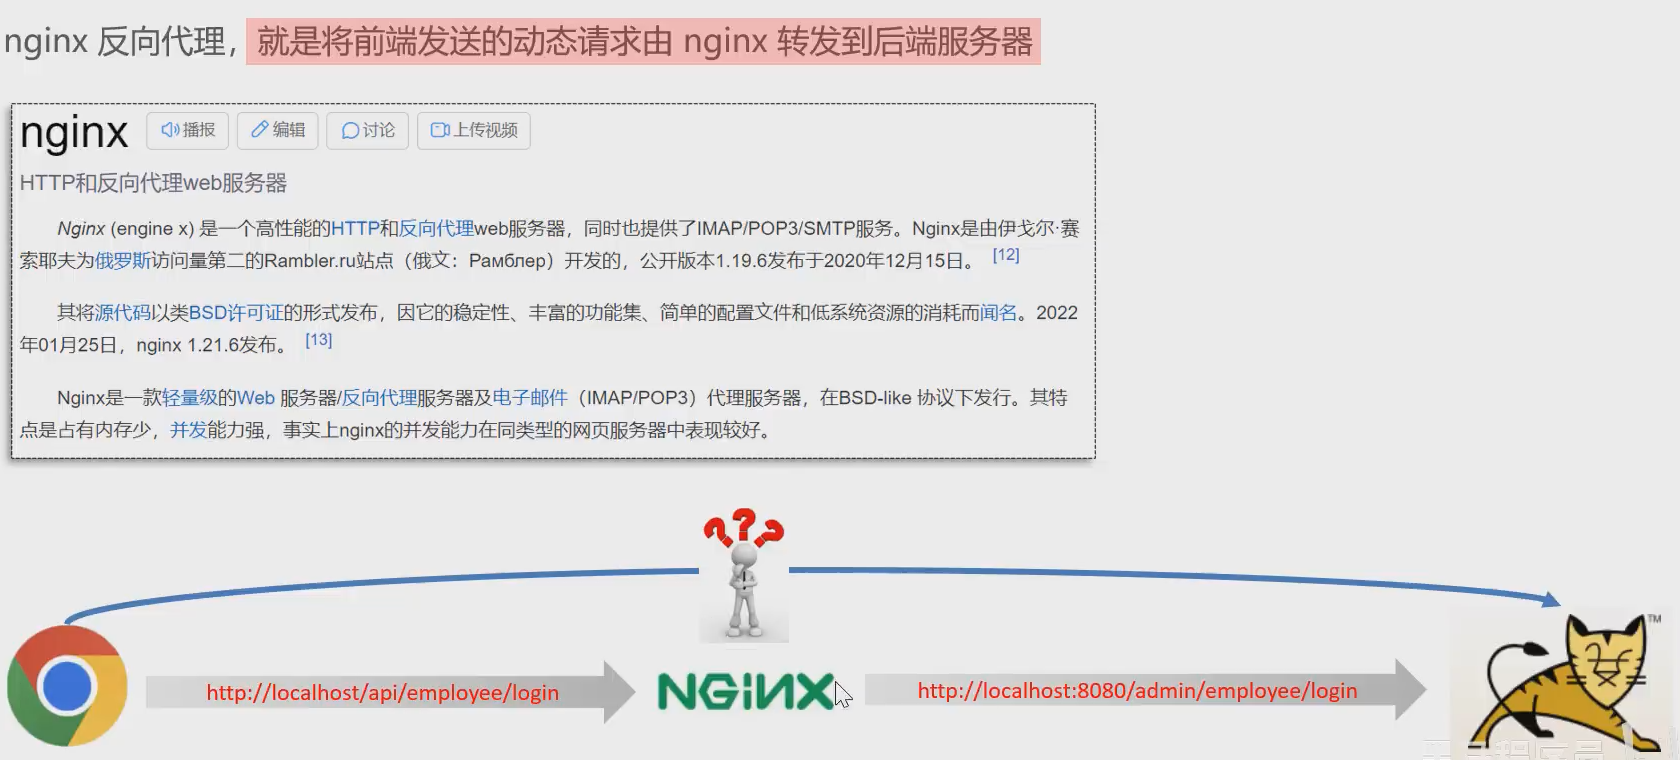 nginx 反向代理，就是将前端发送的动态请求由 nginx 转发到后端服务器
nginx 播报 编辑 讨论 上传视频
HTTP和反向代理web服务器
Nginx (engine x) 是一个高性能的HTTP和反向代理web服务器，同时也提供了IMAP/POP3/SMTP服务。Nginx是由伊戈尔·赛
索耶夫为俄罗斯访问量第二的Rambler.ru站点（俄文：Рамблер）开发的，公开版本1.19.6发布于2020年12月15日。 [12]
其将源代码以类BSD许可证的形式发布，因它的稳定性、丰富的功能集、简单的配置文件和低系统资源的消耗而闻名。2022
年01月25日，nginx 1.21.6发布。 [13]
Nginx是一款轻量级的Web 服务器/反向代理服务器及电子邮件（IMAP/POP3）代理服务器，在BSD-like 协议下发行。其特
点是占有内存少，并发能力强，事实上nginx的并发能力在同类型的网页服务器中表现较好。
???
TM
http://localhost/api/employee/login
NGiNX
http://localhost:8080/admin/employee/login